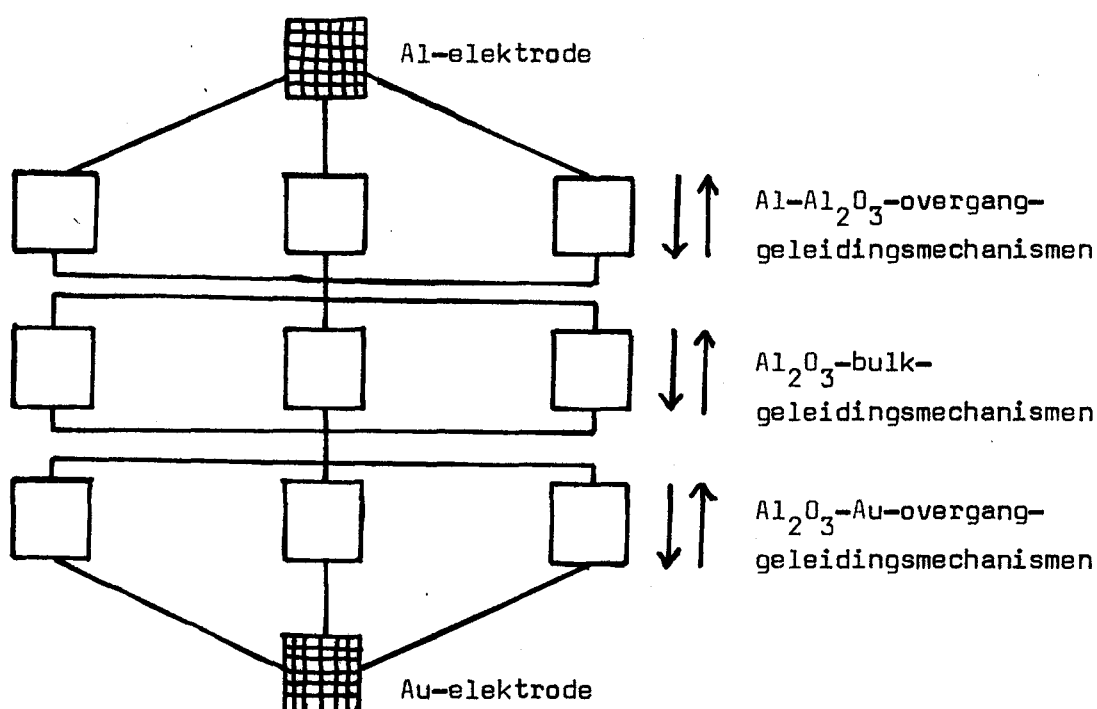 Al-elektrode
Al-Al₂O₃-overgang-
geleidingsmechanismen
Al₂O₃-bulk-
geleidingsmechanismen
Al₂O₃-Au-overgang-
geleidingsmechanismen
Au-elektrode